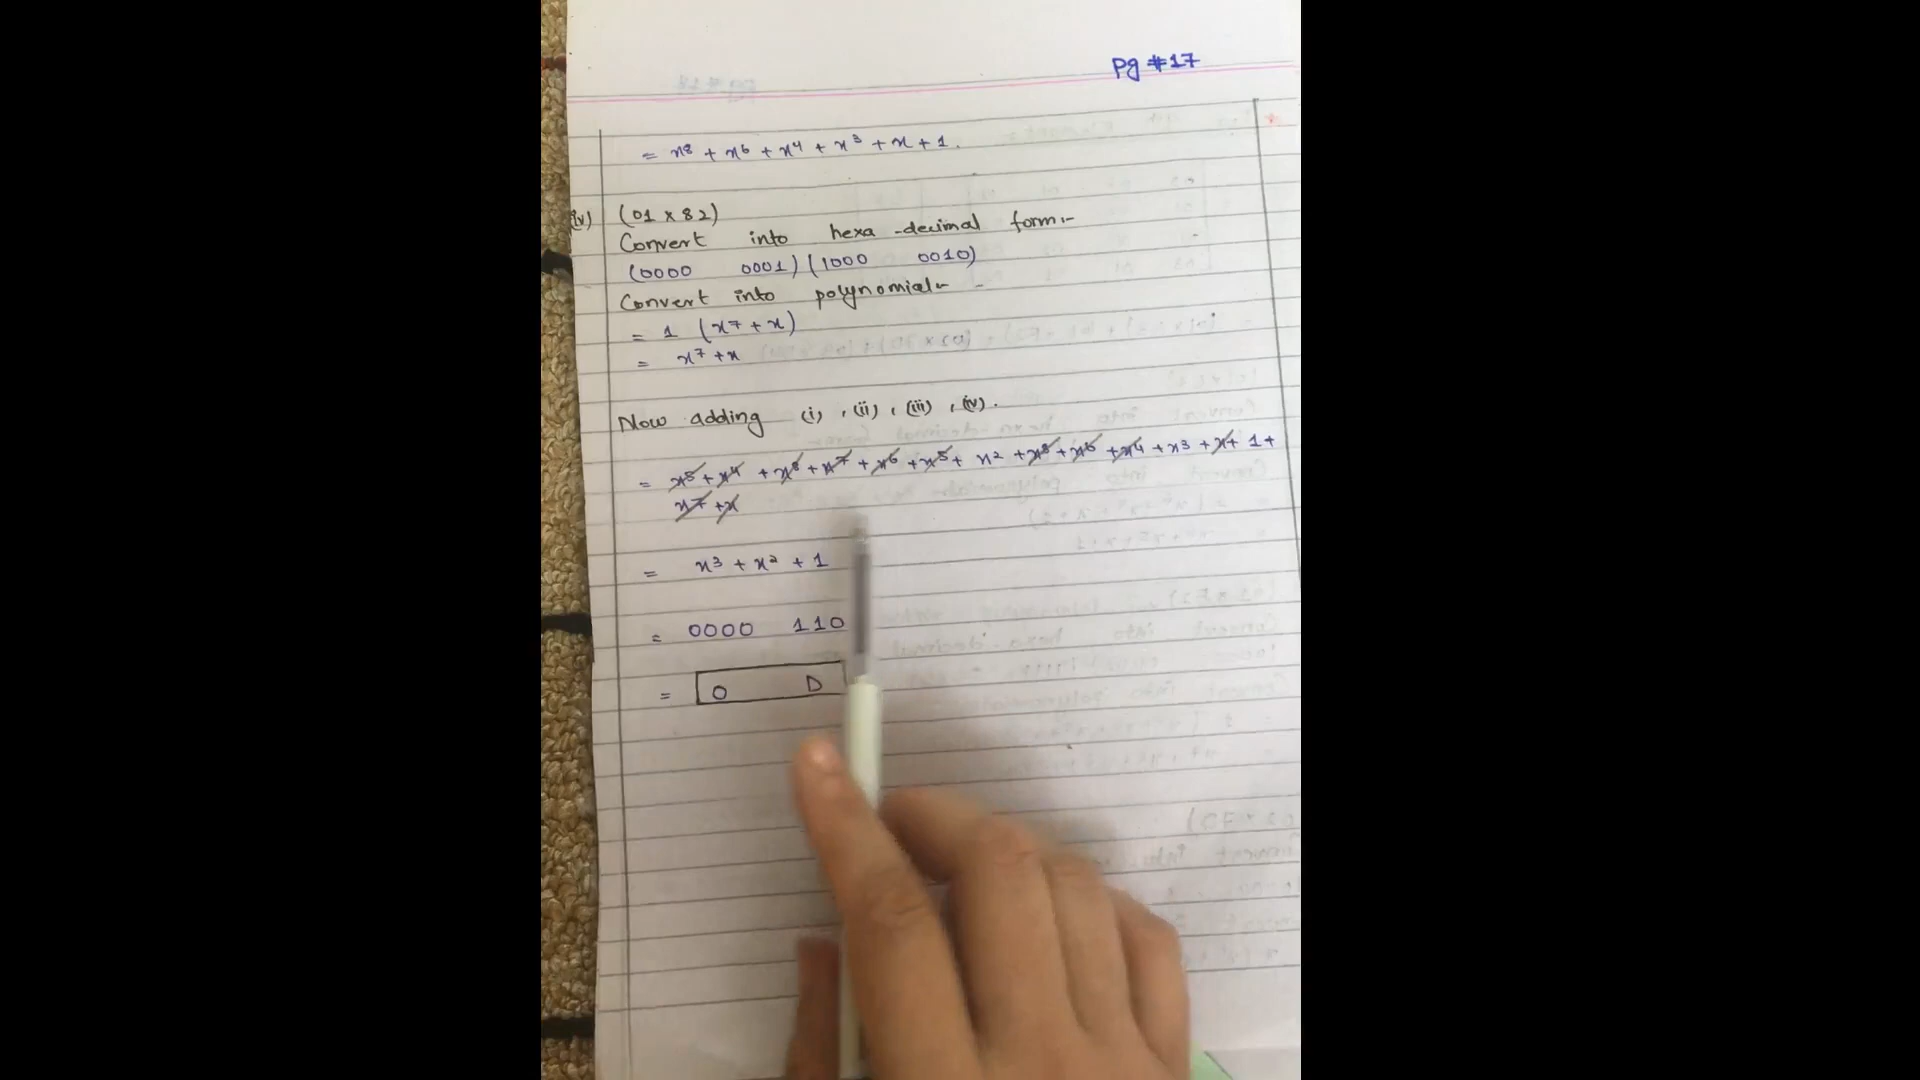 Pg #17
= x⁸ + x⁶ + x⁴ + x³ + x + 1.
(iv) (01 x 82)
Convert into hexa-decimal form:-
(0000 0001) (1000 0010)
Convert into polynomial:-
= 1 (x⁷ + x)
= x⁷ + x
Now adding (i), (ii), (iii), (iv).
= x⁵ + x⁴ + x⁸ + x⁷ + x⁶ + x⁵ + x² + x⁸ + x⁶ + x⁴ + x³ + x + 1 +
x⁷ + x
= x³ + x² + 1
= 0000 110
= 0 D